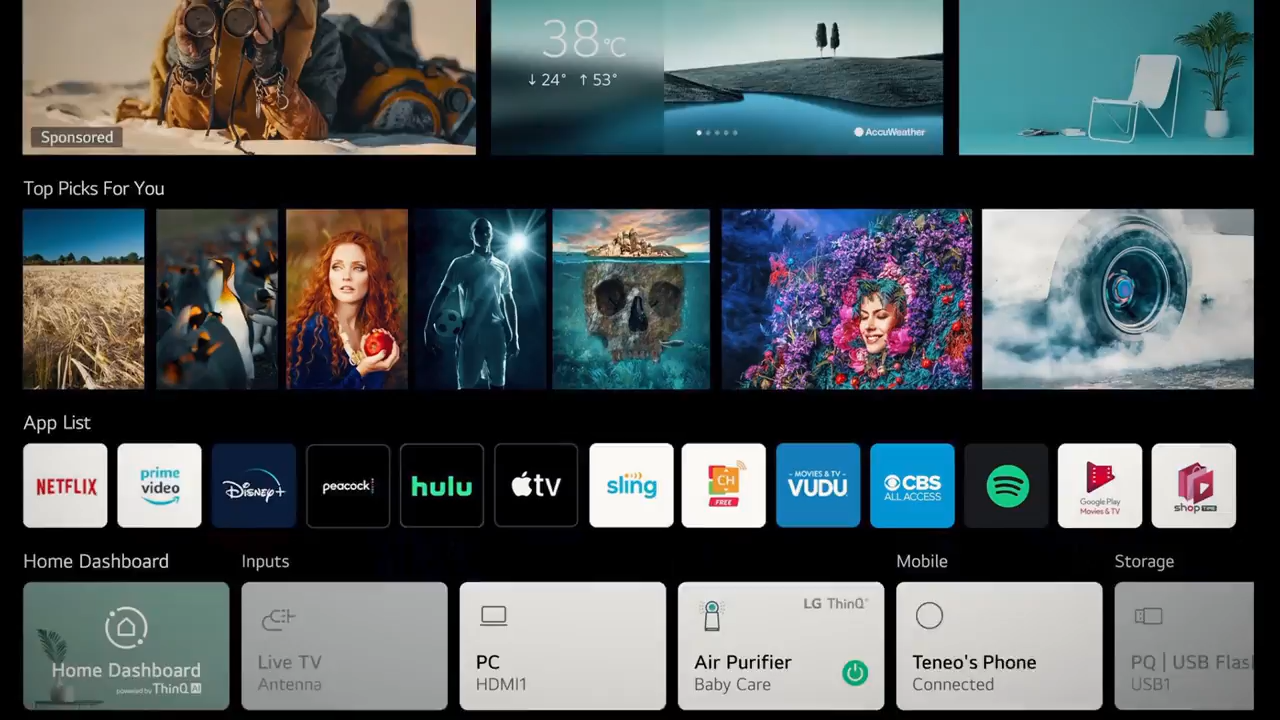 38°C
↓ 24° ↑ 53°
Sponsored
AccuWeather
Top Picks For You
App List
NETFLIX
prime video
Disney+
peacock
hulu
tv
sling
CH
FREE
MOVIES & TV
VUDU
CBS
ALL ACCESS
Google Play
Movies & TV
shop TIME
Home Dashboard
Inputs
Mobile
Storage
Home Dashboard
powered by ThinQ AI
Live TV
Antenna
PC
HDMI1
LG ThinQ
Air Purifier
Baby Care
Teneo's Phone
Connected
PQ | USB Flas
USB1